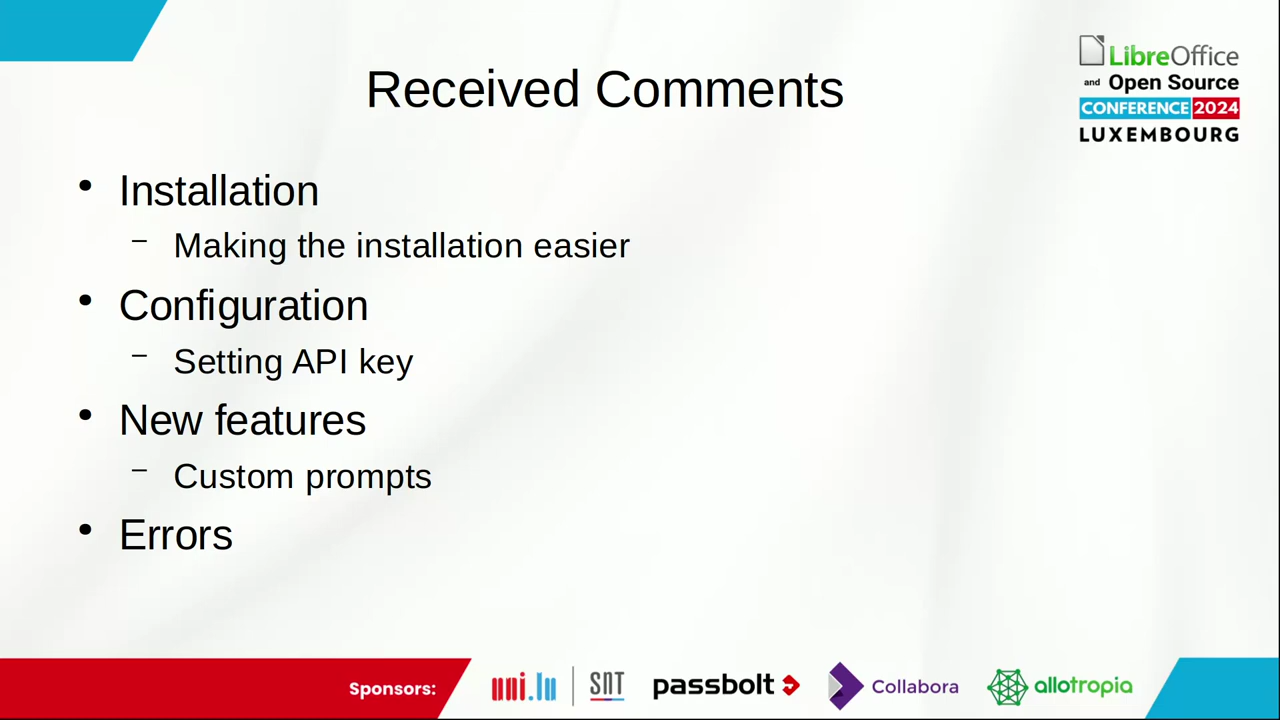 Received Comments
LibreOffice
and Open Source
CONFERENCE 2024
LUXEMBOURG
• Installation
– Making the installation easier
• Configuration
– Setting API key
• New features
– Custom prompts
• Errors
Sponsors: uni.lu SNT passbolt Collabora allotropia